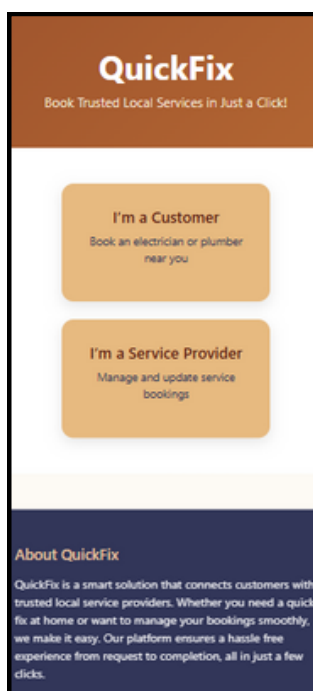 QuickFix
Book Trusted Local Services in Just a Click!
I'm a Customer
Book an electrician or plumber
near you
I'm a Service Provider
Manage and update service
bookings
About QuickFix
QuickFix is a smart solution that connects customers with
trusted local service providers. Whether you need a quick
fix at home or want to manage your bookings smoothly,
we make it easy. Our platform ensures a hassle free
experience from request to completion, all in just a few
clicks.